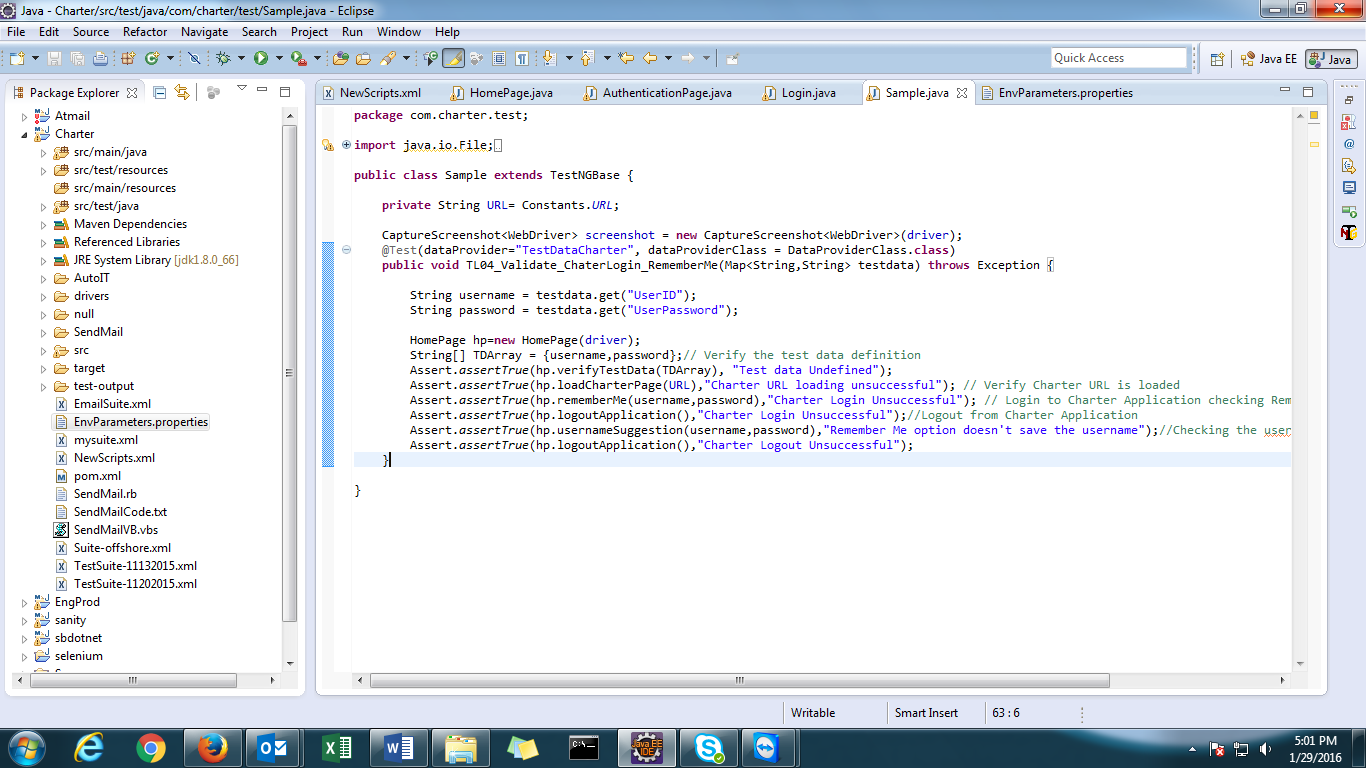 Java - Charter/src/test/java/com/charter/test/Sample.java - Eclipse
File Edit Source Refactor Navigate Search Project Run Window Help
Quick Access
Java EE
Java
Package Explorer
Atmail
Charter
src/main/java
src/test/resources
src/main/resources
src/test/java
Maven Dependencies
Referenced Libraries
JRE System Library [jdk1.8.0_66]
AutoIT
drivers
null
SendMail
src
target
test-output
EmailSuite.xml
EnvParameters.properties
mysuite.xml
NewScripts.xml
pom.xml
SendMail.rb
SendMailCode.txt
SendMailVB.vbs
Suite-offshore.xml
TestSuite-11132015.xml
TestSuite-11202015.xml
EngProd
sanity
sbdotnet
selenium
NewScripts.xml HomePage.java AuthenticationPage.java Login.java Sample.java EnvParameters.properties
package com.charter.test;
import java.io.File;
public class Sample extends TestNGBase {
private String URL= Constants.URL;
CaptureScreenshot<WebDriver> screenshot = new CaptureScreenshot<WebDriver>(driver);
@Test(dataProvider="TestDataCharter", dataProviderClass = DataProviderClass.class)
public void TL04_Validate_ChaterLogin_RememberMe(Map<String,String> testdata) throws Exception {
String username = testdata.get("UserID");
String password = testdata.get("UserPassword");
HomePage hp=new HomePage(driver);
String[] TDArray = {username,password};// Verify the test data definition
Assert.assertTrue(hp.verifyTestData(TDArray), "Test data Undefined");
Assert.assertTrue(hp.loadCharterPage(URL),"Charter URL loading unsuccessful"); // Verify Charter URL is loaded
Assert.assertTrue(hp.rememberMe(username,password),"Charter Login Unsuccessful"); // Login to Charter Application checking Rem
Assert.assertTrue(hp.logoutApplication(),"Charter Login Unsuccessful");//Logout from Charter Application
Assert.assertTrue(hp.usernameSuggestion(username,password),"Remember Me option doesn't save the username");//Checking the user
Assert.assertTrue(hp.logoutApplication(),"Charter Logout Unsuccessful");
}
}
Writable
Smart Insert
63 : 6
Java EE
IDE
5:01 PM
1/29/2016